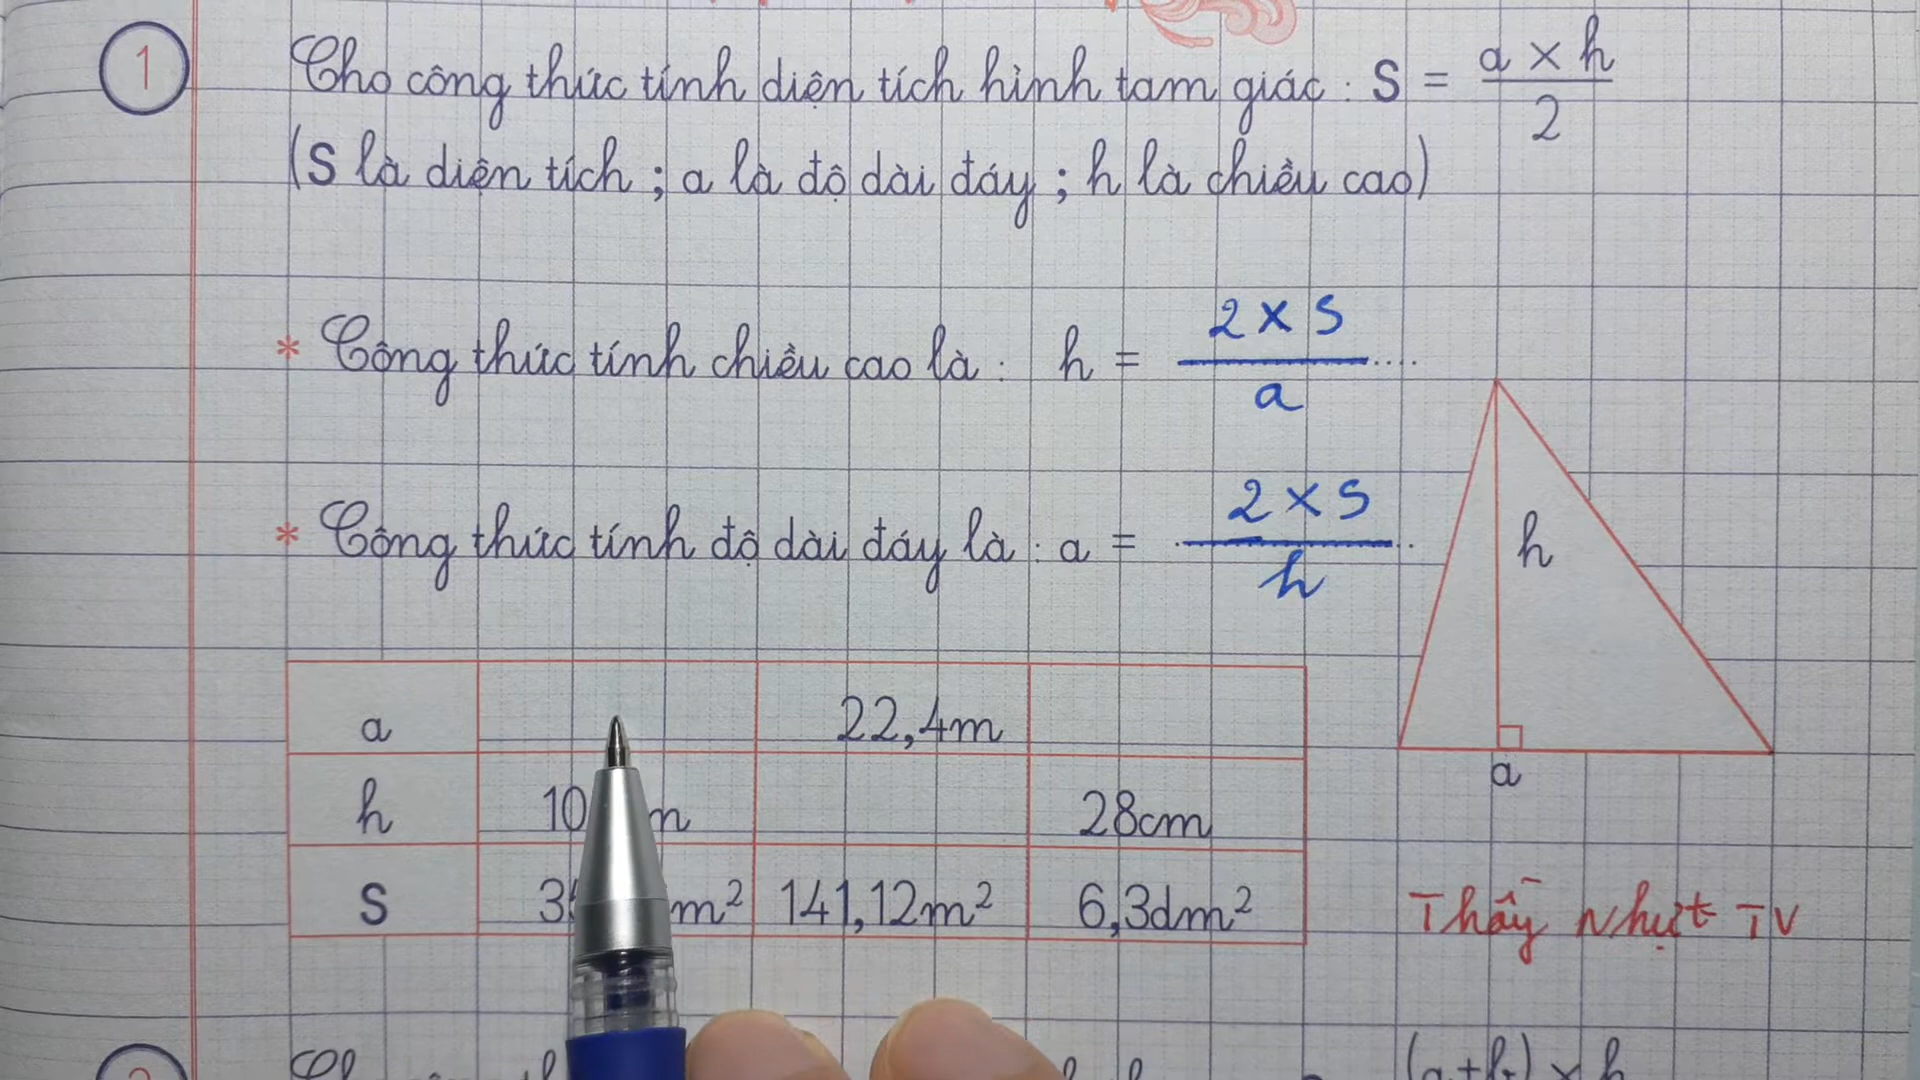 1
Cho công thức tính diện tích hình tam giác : S = a × h / 2
(S là diện tích ; a là độ dài đáy ; h là chiều cao)
* Công thức tính chiều cao là : h = 2 × S / a ....
* Công thức tính độ dài đáy là : a = 2 × S / h
h
a
a 22,4m
h 28cm
S 141,12m² 6,3dm²
Thầy Nhựt TV